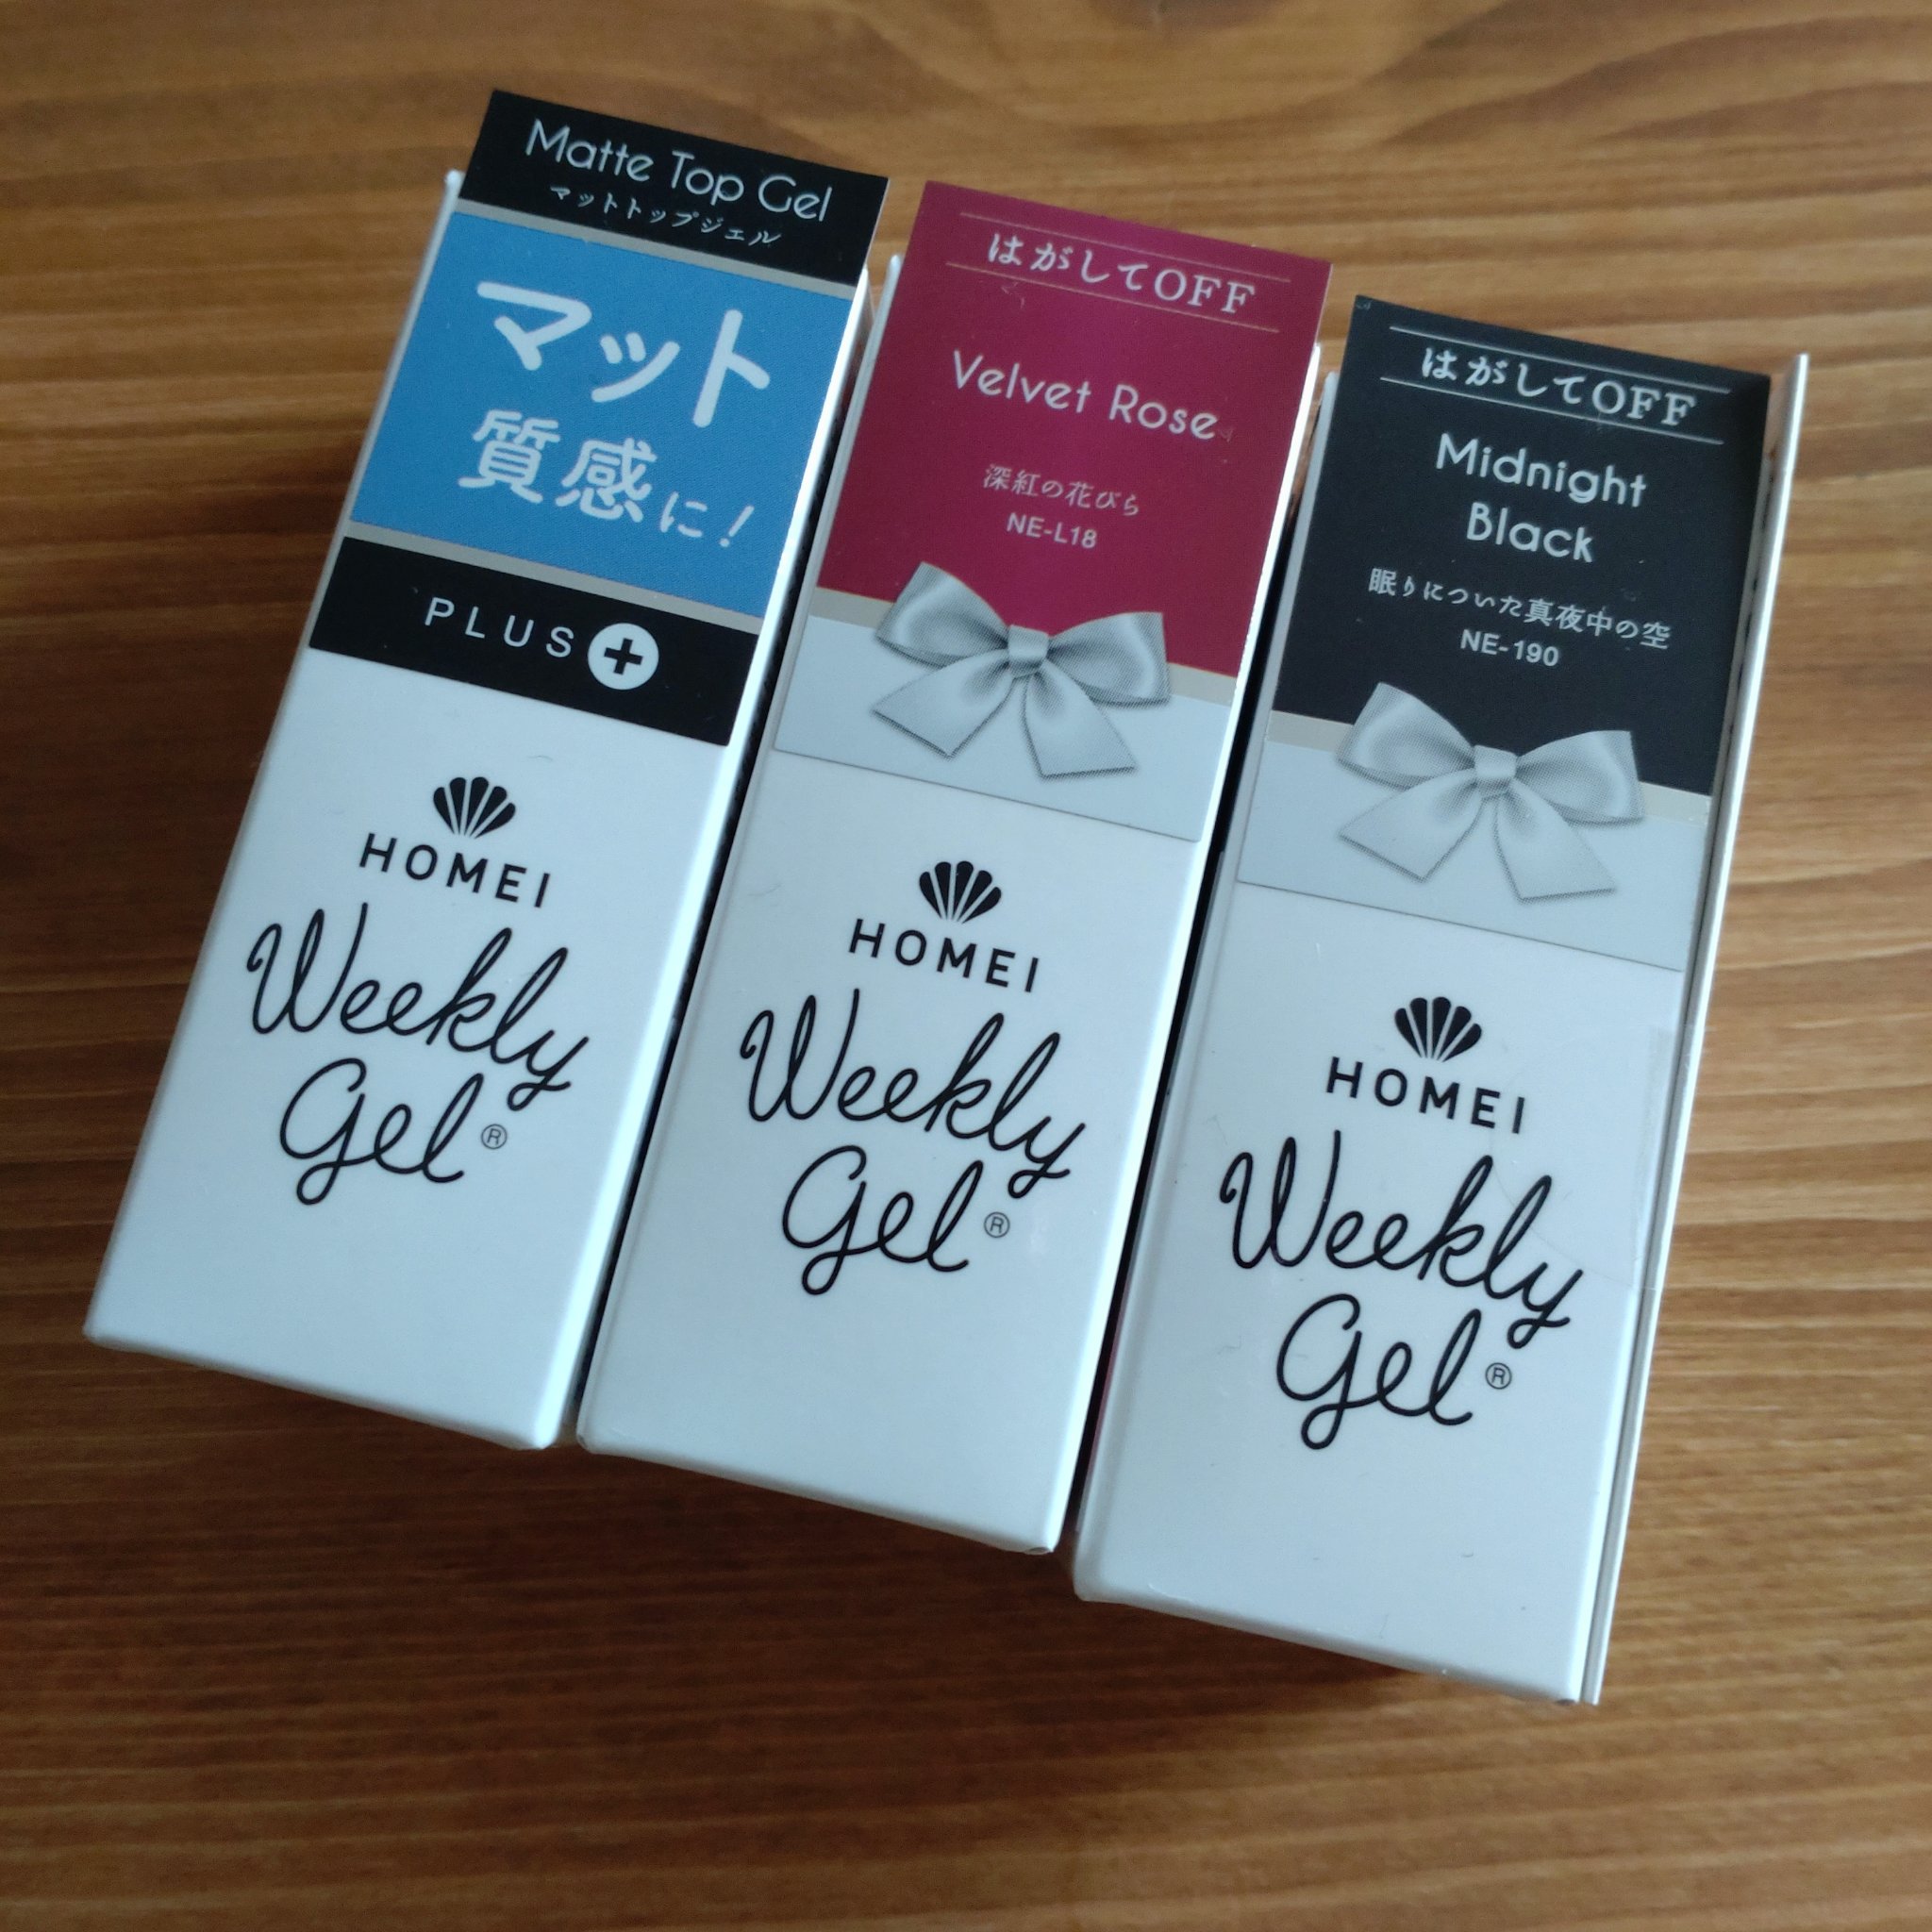 Matte Top Gel
マットトップジェル
マット
質感に!
PLUS+
HOMEI
Weekly
Gel®
はがしてOFF
Velvet Rose
深紅の花びら
NE-L18
HOMEI
Weekly
Gel®
はがしてOFF
Midnight
Black
眠りについた真夜中の空
NE-190
HOMEI
Weekly
Gel®